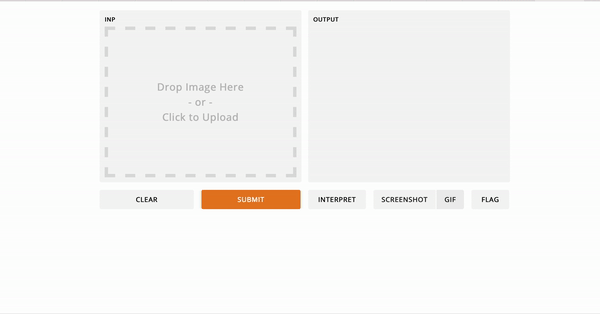 INP
OUTPUT
Drop Image Here
- or -
Click to Upload
CLEAR
SUBMIT
INTERPRET
SCREENSHOT
GIF
FLAG